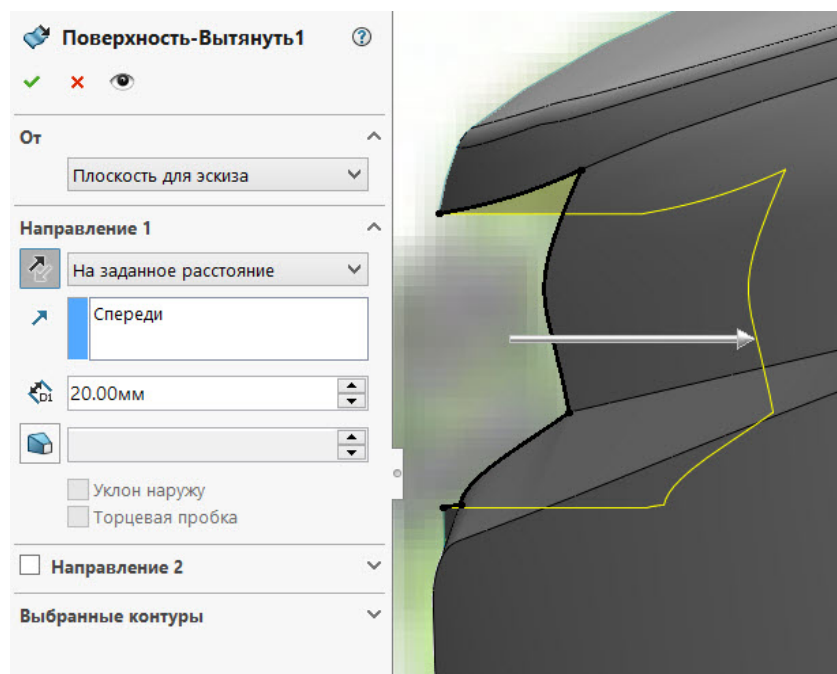 Поверхность-Вытянуть1
От
Плоскость для эскиза
Направление 1
На заданное расстояние
Спереди
D1
20.00мм
Уклон наружу
Торцевая пробка
Направление 2
Выбранные контуры